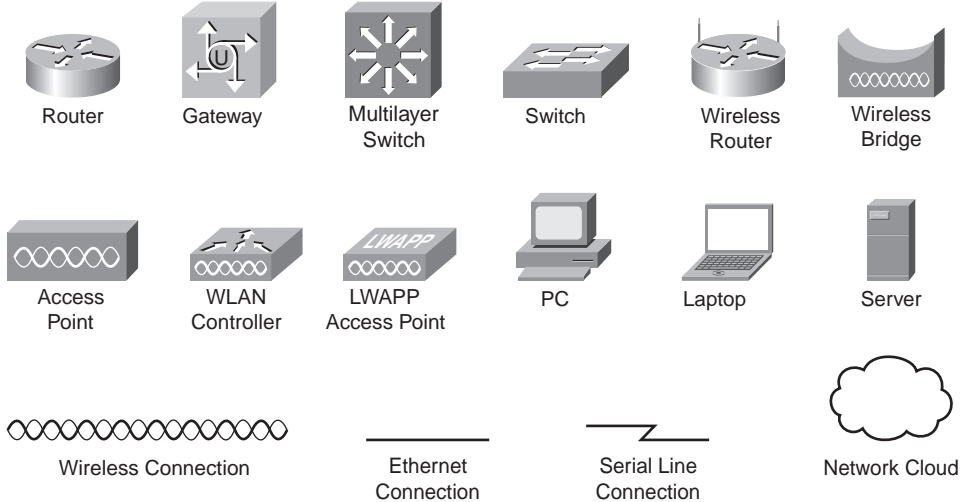 U
Router
Gateway
Multilayer
Switch
Switch
Wireless
Router
Wireless
Bridge
LWAPP
Access
Point
WLAN
Controller
LWAPP
Access Point
PC
Laptop
Server
Wireless Connection
Ethernet
Connection
Serial Line
Connection
Network Cloud